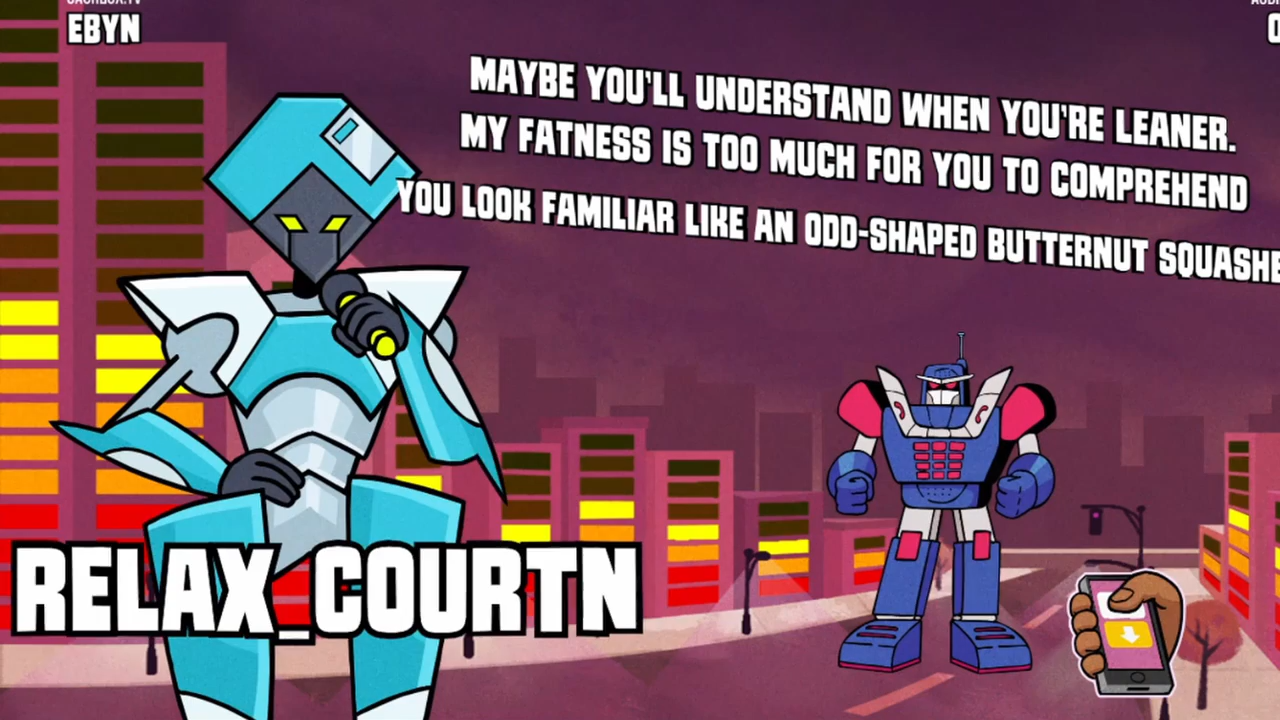 EBYN
MAYBE YOU'LL UNDERSTAND WHEN YOU'RE LEANER.
MY FATNESS IS TOO MUCH FOR YOU TO COMPREHEND
YOU LOOK FAMILIAR LIKE AN ODD-SHAPED BUTTERNUT SQUASHE
RELAX_COURTN